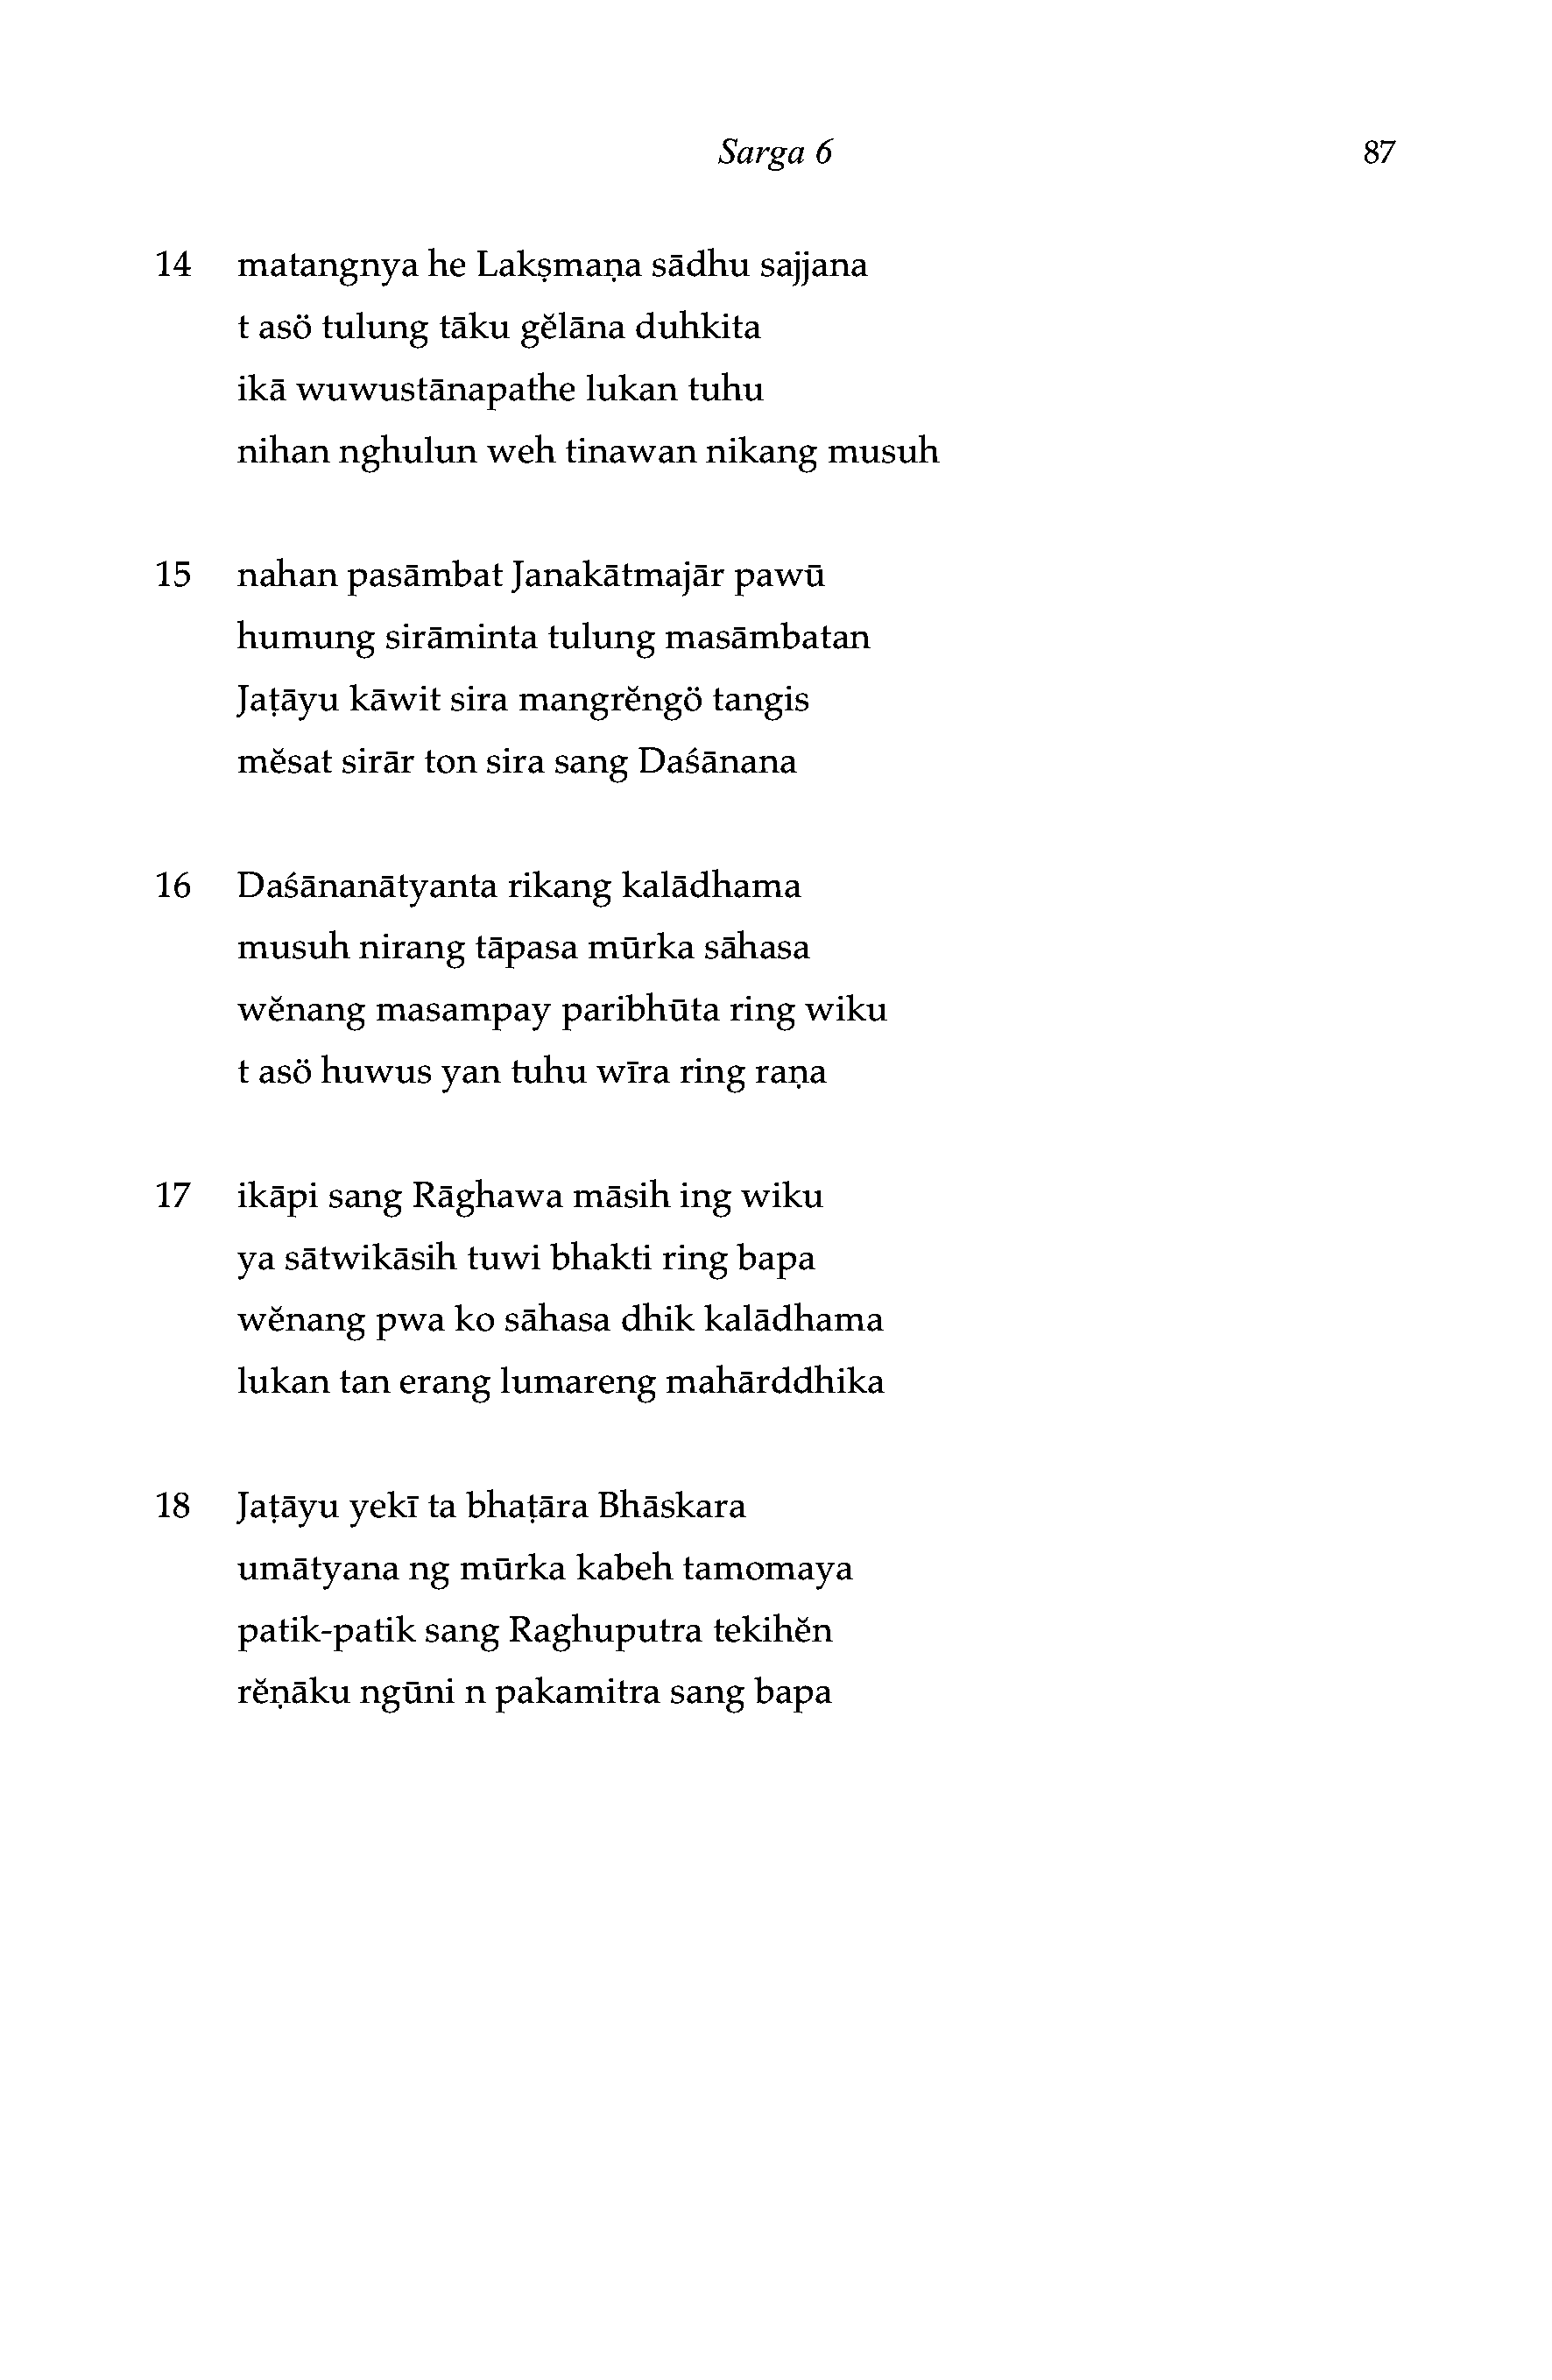 Sarga 6 87
14 matangnya he Lakṣmaṇa sādhu sajjana
t asö tulung tāku gĕlāna duhkita
ikā wuwustānapathe lukan tuhu
nihan nghulun weh tinawan nikang musuh
15 nahan pasāmbat Janakātmajār pawū
humung sirāminta tulung masāmbatan
Jaṭāyu kāwit sira mangrĕngö tangis
mĕsat sirār ton sira sang Daśānana
16 Daśānanātyanta rikang kalādhama
musuh nirang tāpasa mūrka sāhasa
wĕnang masampay paribhūta ring wiku
t asö huwus yan tuhu wīra ring raṇa
17 ikāpi sang Rāghawa māsih ing wiku
ya sātwikāsih tuwi bhakti ring bapa
wĕnang pwa ko sāhasa dhik kalādhama
lukan tan erang lumareng mahārddhika
18 Jaṭāyu yekī ta bhaṭāra Bhāskara
umātyana ng mūrka kabeh tamomaya
patik-patik sang Raghuputra tekihĕn
rĕṇāku ngūni n pakamitra sang bapa